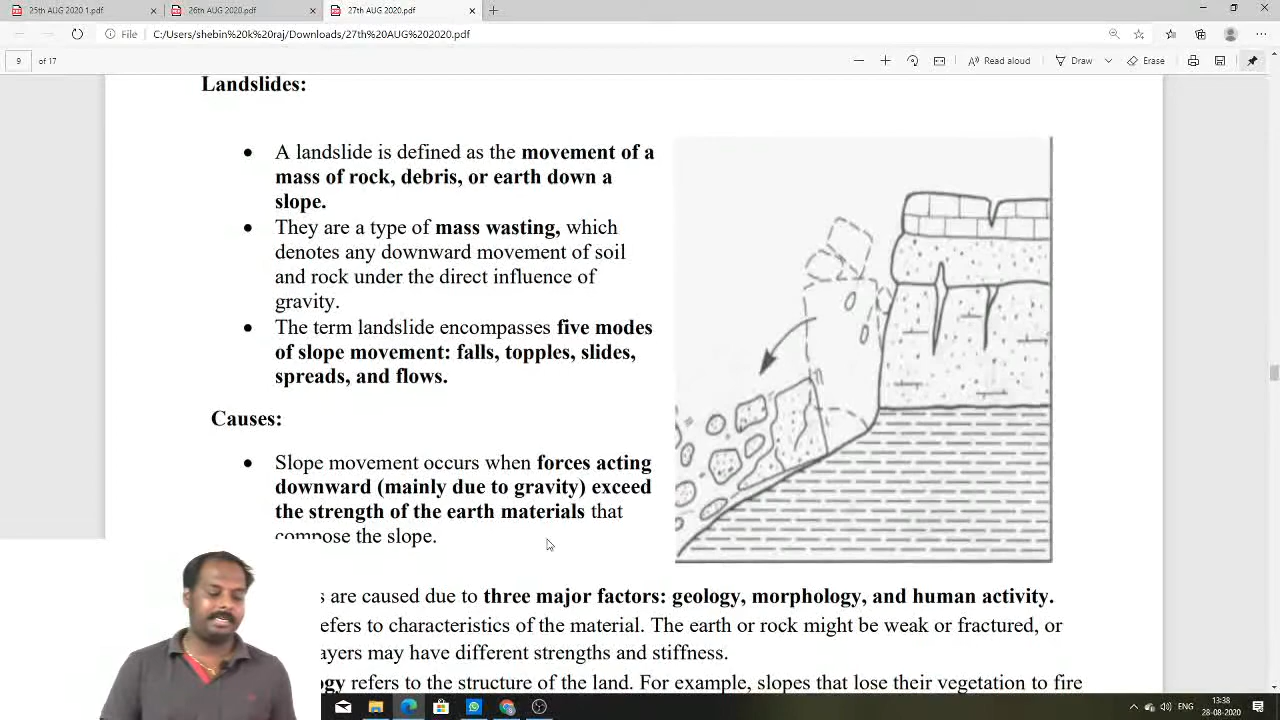 25th AUG 2020 1.pdf
26th AUG 2020.pdf
27th AUG 2020.pdf
File
C:/Users/shebin%20k%20raj/Downloads/27th%20AUG%202020.pdf
9 of 17
Read aloud
Draw
Erase
Landslides:
• A landslide is defined as the movement of a
mass of rock, debris, or earth down a
slope.
• They are a type of mass wasting, which
denotes any downward movement of soil
and rock under the direct influence of
gravity.
• The term landslide encompasses five modes
of slope movement: falls, topples, slides,
spreads, and flows.
Causes:
• Slope movement occurs when forces acting
downward (mainly due to gravity) exceed
the strength of the earth materials that
compose the slope.
s are caused due to three major factors: geology, morphology, and human activity.
efers to characteristics of the material. The earth or rock might be weak or fractured, or
ayers may have different strengths and stiffness.
ogy refers to the structure of the land. For example, slopes that lose their vegetation to fire
ENG
13:38
28-08-2020